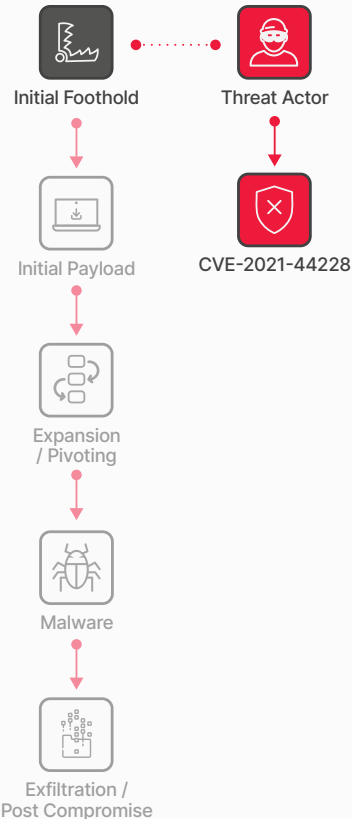 Initial Foothold
Threat Actor
Initial Payload
CVE-2021-44228
Expansion
/ Pivoting
Malware
Exfiltration /
Post Compromise